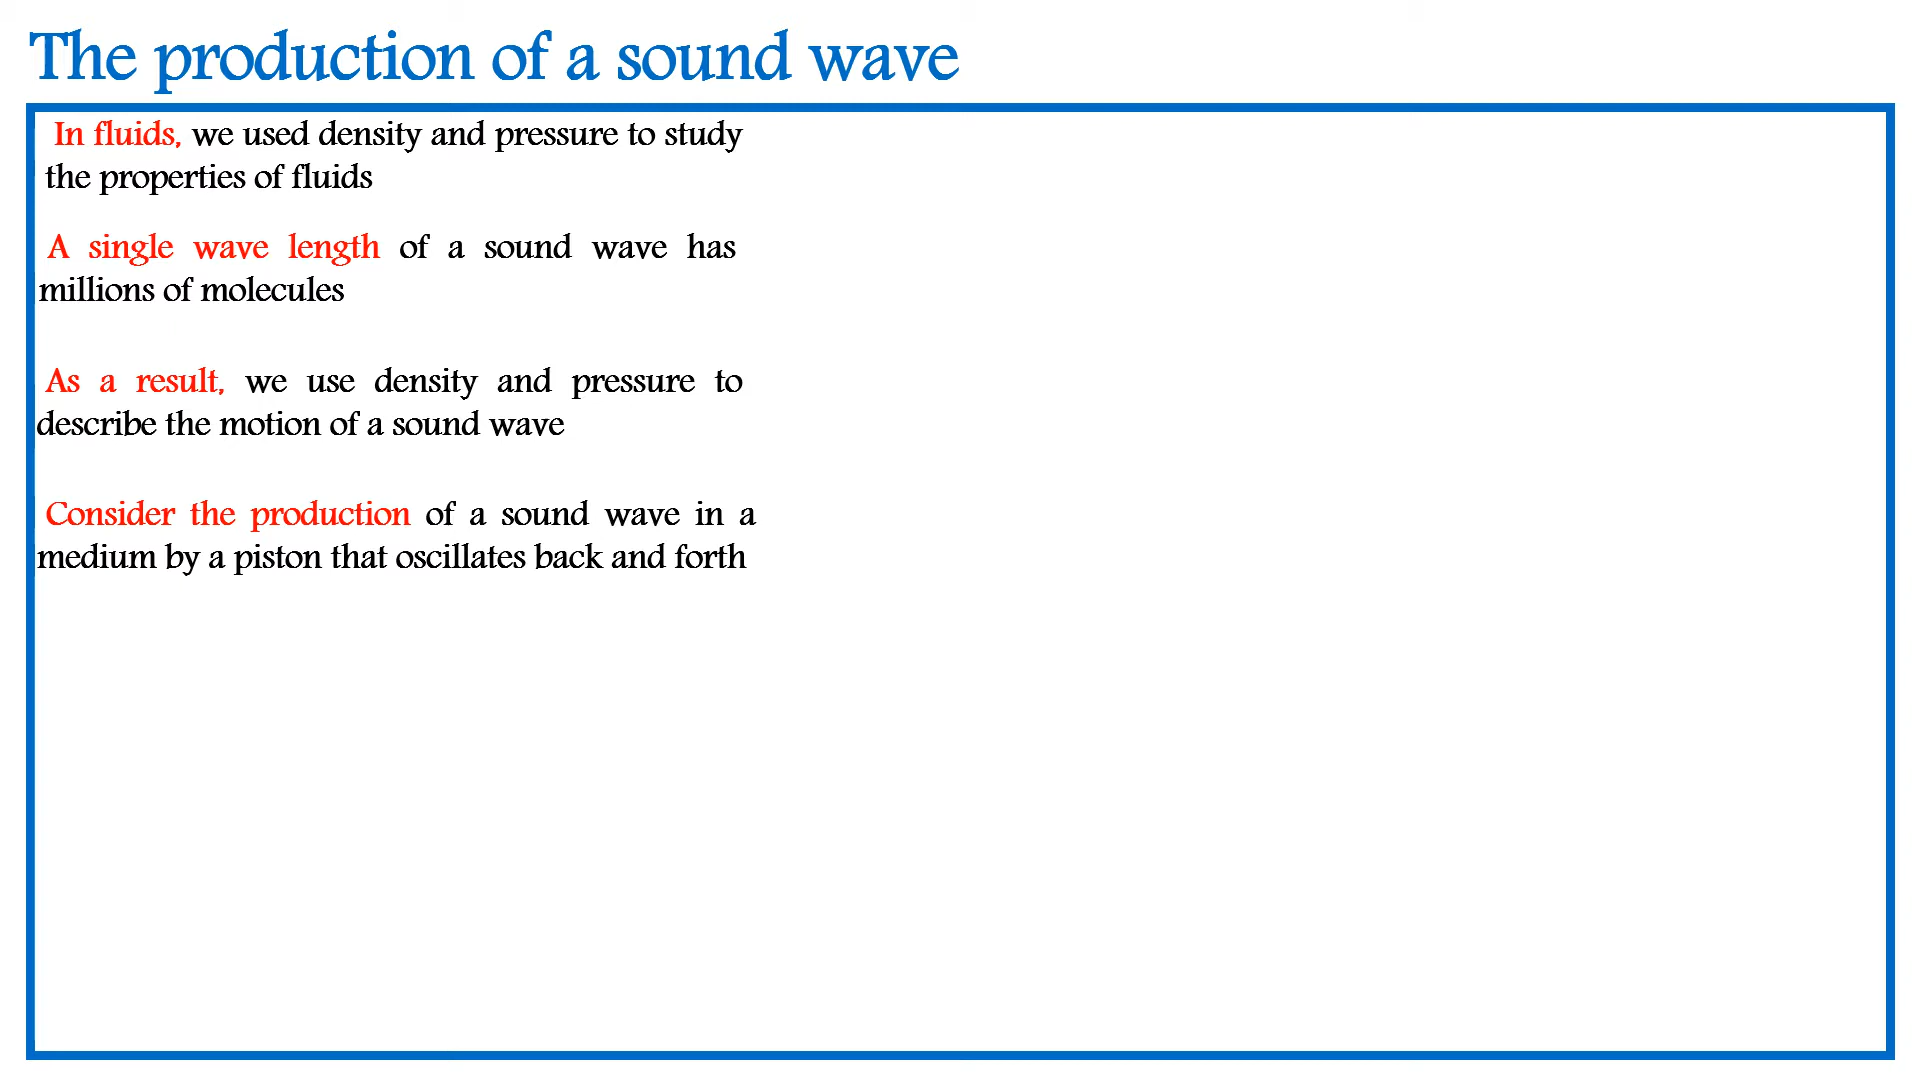 The production of a sound wave
In fluids, we used density and pressure to study
the properties of fluids
A single wave length of a sound wave has
millions of molecules
As a result, we use density and pressure to
describe the motion of a sound wave
Consider the production of a sound wave in a
medium by a piston that oscillates back and forth